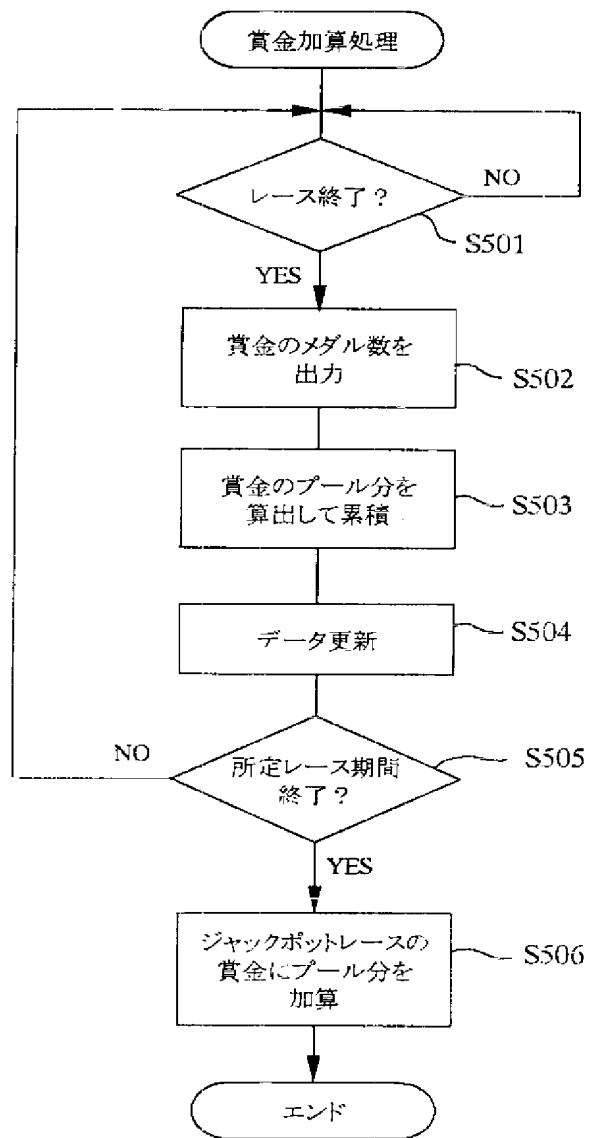 賞金加算処理
レース終了?
NO
S501
YES
賞金のメダル数を
出力
S502
賞金のプール分を
算出して累積
S503
データ更新
S504
NO
所定レース期間
終了?
S505
YES
ジャックポットレースの
賞金にプール分を
加算
S506
エンド